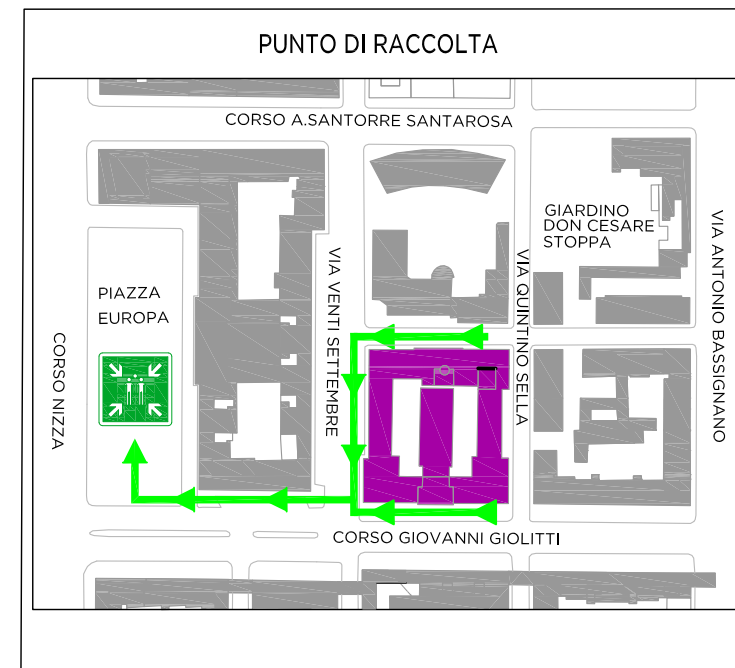 PUNTO DI RACCOLTA
CORSO A.SANTORRE SANTAROSA
GIARDINO
DON CESARE
STOPPA
PIAZZA
EUROPA
CORSO NIZZA
VIA VENTI SETTEMBRE
VIA QUINTINO SELLA
VIA ANTONIO BASSIGNANO
CORSO GIOVANNI GIOLITTI